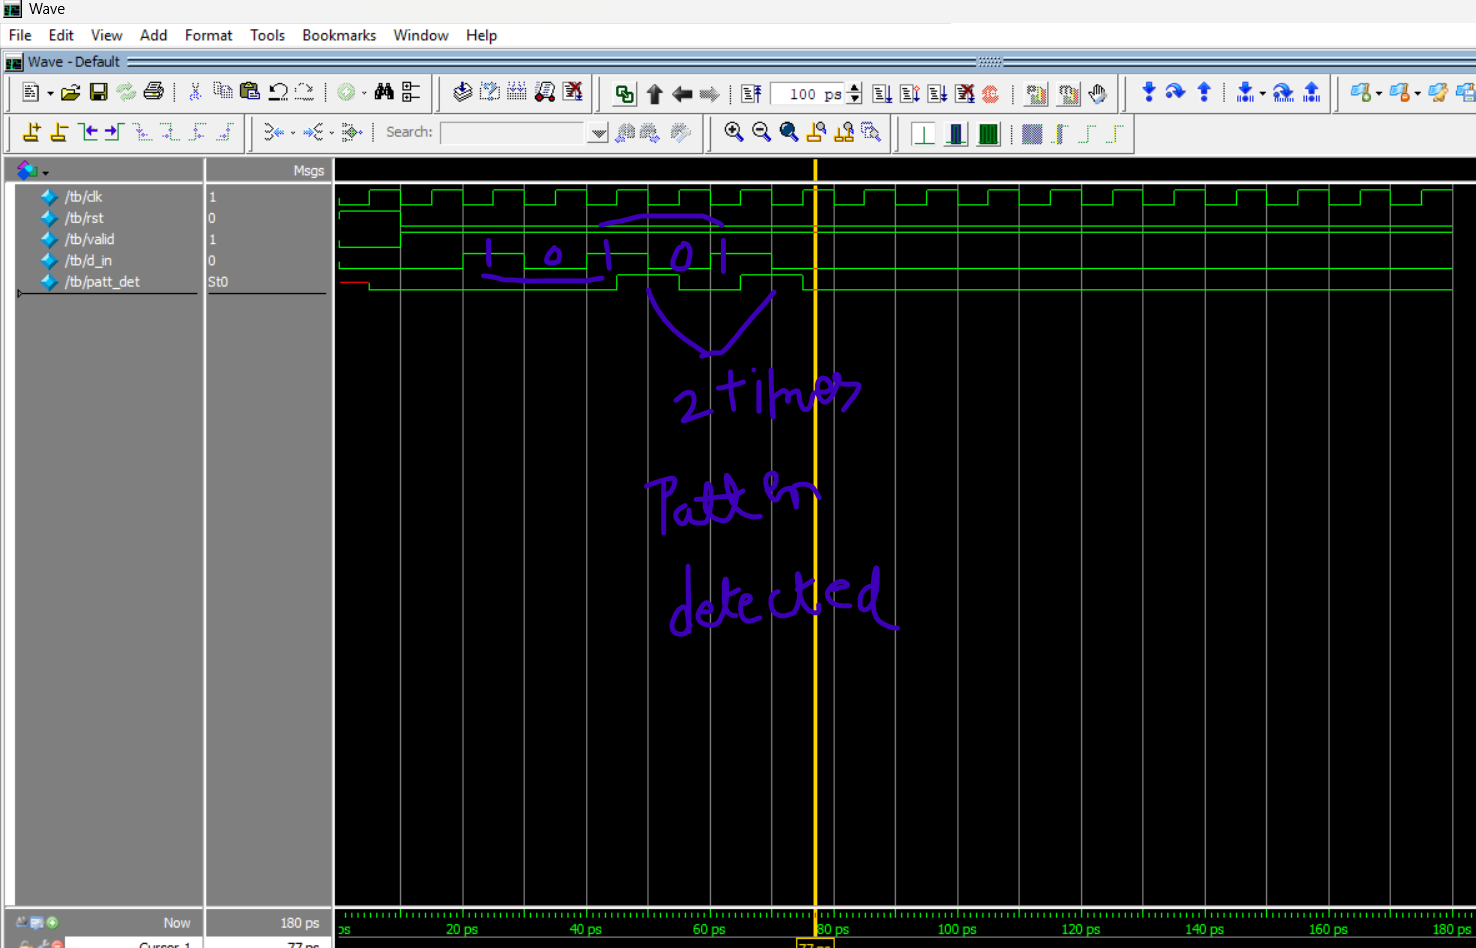 Wave
File Edit View Add Format Tools Bookmarks Window Help
Wave - Default
100 ps
Search:
Msgs
/tb/clk 1
/tb/rst 0
/tb/valid 1
/tb/d_in 0
/tb/patt_det St0
1 0 1 0 1
2 times
Pattern
detected
Now 180 ps
ps 20 ps 40 ps 60 ps 80 ps 100 ps 120 ps 140 ps 160 ps 180 ps
Cursor 1 77 ps 77 ps